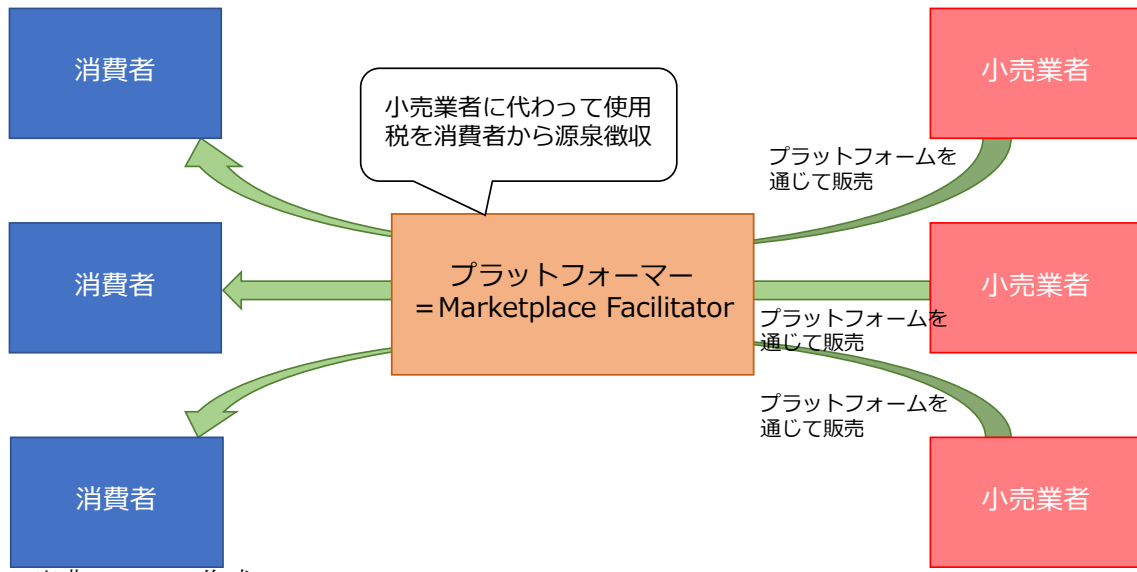 消費者
小売業者に代わって使用
税を消費者から源泉徴収
小売業者
プラットフォームを
通じて販売
消費者
プラットフォーマー
=Marketplace Facilitator
小売業者
プラットフォームを
通じて販売
プラットフォームを
通じて販売
消費者
小売業者